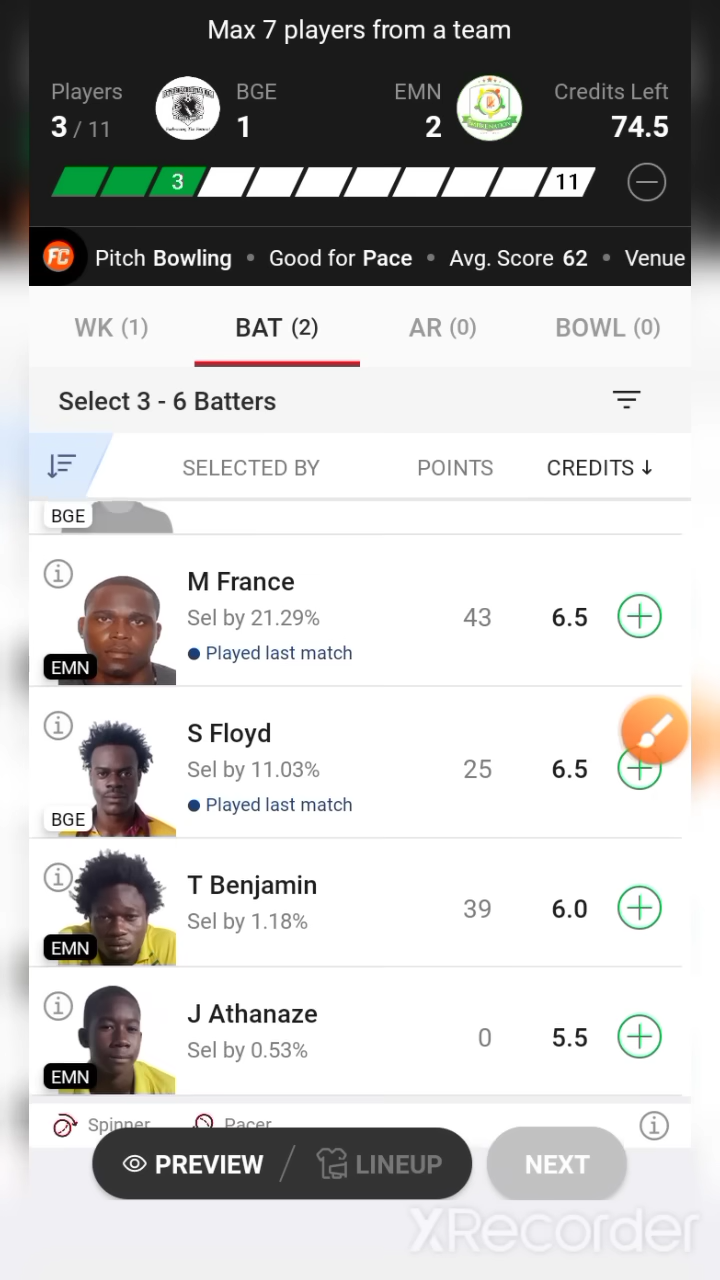 Max 7 players from a team
Players BGE EMN Credits Left
3 / 11 1 2 74.5
3 11
FC Pitch Bowling • Good for Pace • Avg. Score 62 • Venue
WK (1) BAT (2) AR (0) BOWL (0)
Select 3 - 6 Batters
SELECTED BY POINTS CREDITS ↓
BGE
M France
Sel by 21.29% 43 6.5
Played last match
EMN
S Floyd
Sel by 11.03% 25 6.5
Played last match
BGE
T Benjamin
Sel by 1.18% 39 6.0
EMN
J Athanaze
Sel by 0.53% 0 5.5
EMN
Spinner Pacer
PREVIEW / LINEUP NEXT
XRecorder